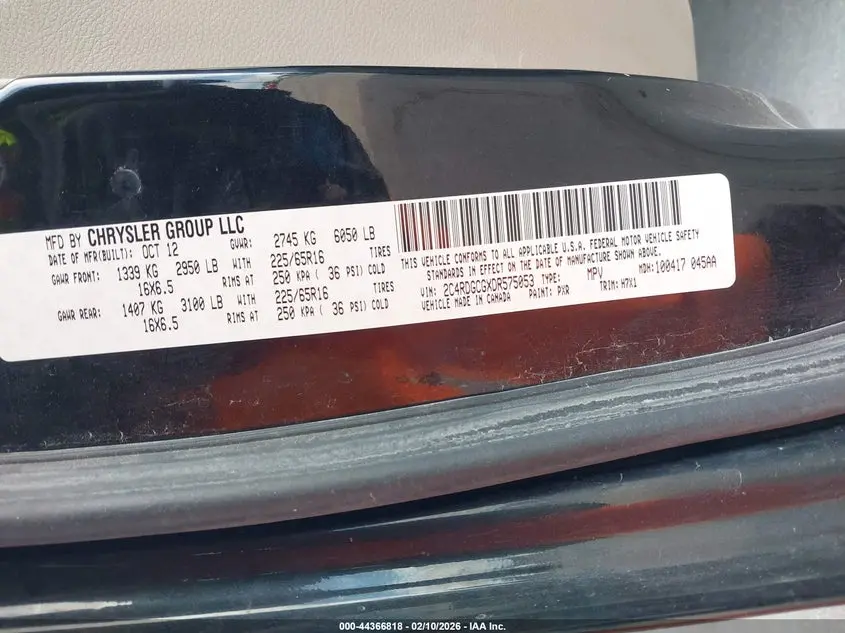 MFD BY CHRYSLER GROUP LLC
DATE OF MFR(BUILT): OCT 12 GVWR: 2745 KG 6050 LB
GAWR FRONT: 1339 KG 2950 LB WITH 225/65R16 TIRES
16X6.5 RIMS AT 250 KPA ( 36 PSI) COLD
GAWR REAR: 1407 KG 3100 LB WITH 225/65R16 TIRES
16X6.5 RIMS AT 250 KPA ( 36 PSI) COLD
THIS VEHICLE CONFORMS TO ALL APPLICABLE U.S.A. FEDERAL MOTOR VEHICLE SAFETY
STANDARDS IN EFFECT ON THE DATE OF MANUFACTURE SHOWN ABOVE.
VIN: 2C4RDGCGXDR575053 TYPE: MPV MDH: 100417 045AA
VEHICLE MADE IN CANADA PAINT: PXR TRIM: H7X1
000-44366818 | 02/10/2026 - IAA Inc.